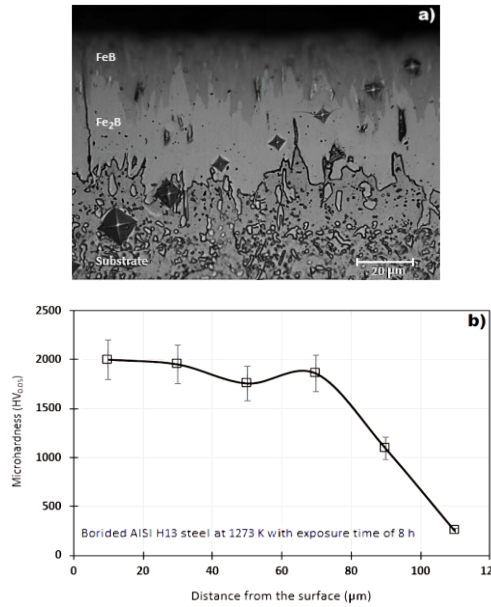 a)
FeB
Fe₂B
Substrate
20 µm
b)
2500
2000
1500
1000
500
0
Microhardness (HV₀.₀₅)
Borided AISI H13 steel at 1273 K with exposure time of 8 h
0 20 40 60 80 100 12
Distance from the surface (µm)